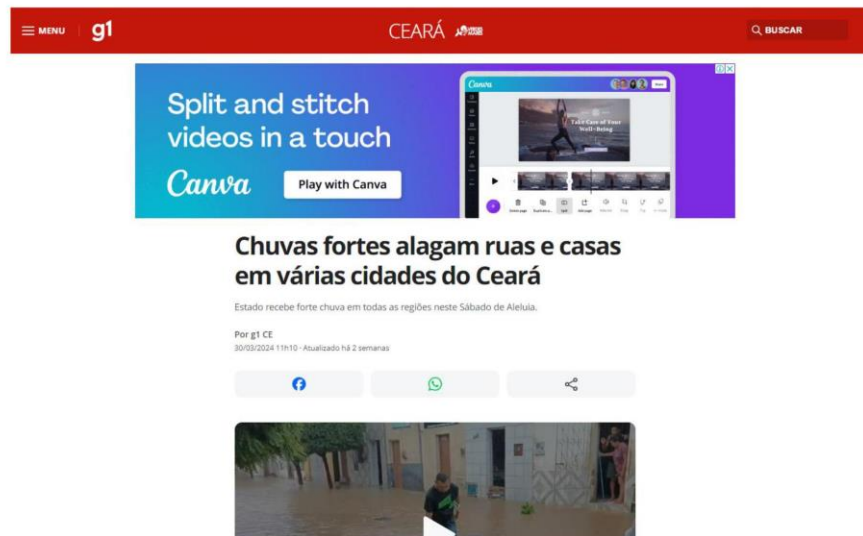 MENU
g1
CEARÁ
BUSCAR
Split and stitch
videos in a touch
Canva
Play with Canva
Canva
Take Care of Your
Well-Being
Chuvas fortes alagam ruas e casas
em várias cidades do Ceará
Estado recebe forte chuva em todas as regiões neste Sábado de Aleluia.
Por g1 CE
30/03/2024 11h10 · Atualizado há 2 semanas